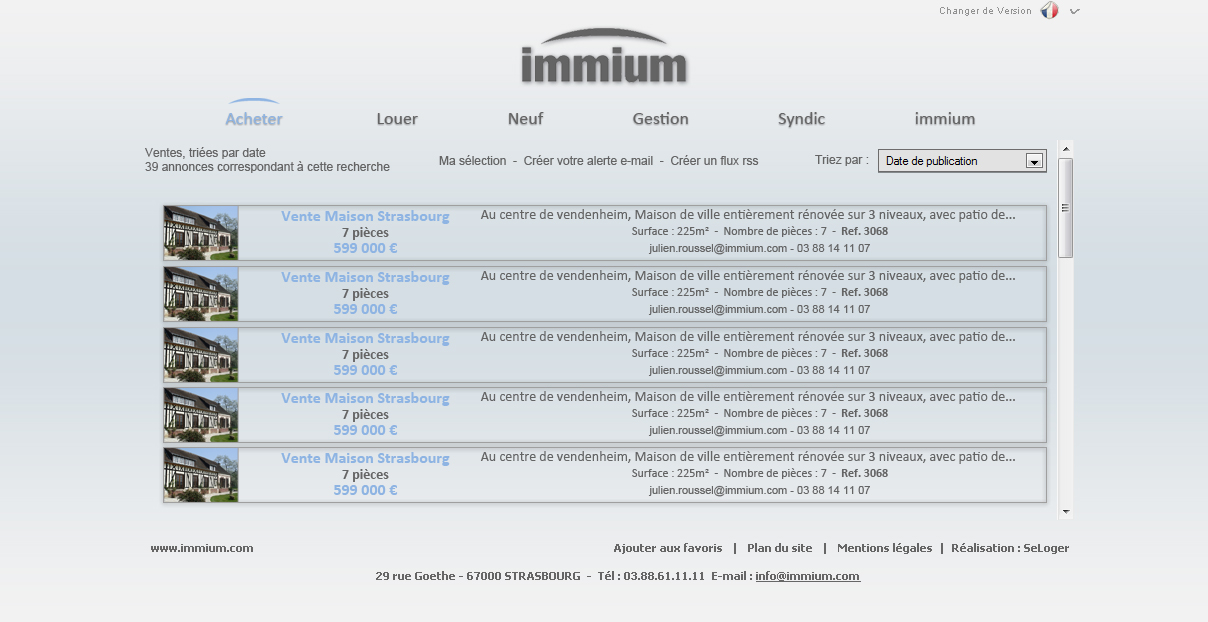 Changer de Version
immium
Acheter Louer Neuf Gestion Syndic immium
Ventes, triées par date
39 annonces correspondant à cette recherche
Ma sélection - Créer votre alerte e-mail - Créer un flux rss
Triez par : Date de publication
Vente Maison Strasbourg
7 pièces
599 000 €
Au centre de vendenheim, Maison de ville entièrement rénovée sur 3 niveaux, avec patio de...
Surface : 225m² - Nombre de pièces : 7 - Ref. 3068
julien.roussel@immium.com - 03 88 14 11 07
Vente Maison Strasbourg
7 pièces
599 000 €
Au centre de vendenheim, Maison de ville entièrement rénovée sur 3 niveaux, avec patio de...
Surface : 225m² - Nombre de pièces : 7 - Ref. 3068
julien.roussel@immium.com - 03 88 14 11 07
Vente Maison Strasbourg
7 pièces
599 000 €
Au centre de vendenheim, Maison de ville entièrement rénovée sur 3 niveaux, avec patio de...
Surface : 225m² - Nombre de pièces : 7 - Ref. 3068
julien.roussel@immium.com - 03 88 14 11 07
Vente Maison Strasbourg
7 pièces
599 000 €
Au centre de vendenheim, Maison de ville entièrement rénovée sur 3 niveaux, avec patio de...
Surface : 225m² - Nombre de pièces : 7 - Ref. 3068
julien.roussel@immium.com - 03 88 14 11 07
Vente Maison Strasbourg
7 pièces
599 000 €
Au centre de vendenheim, Maison de ville entièrement rénovée sur 3 niveaux, avec patio de...
Surface : 225m² - Nombre de pièces : 7 - Ref. 3068
julien.roussel@immium.com - 03 88 14 11 07
www.immium.com
Ajouter aux favoris | Plan du site | Mentions légales | Réalisation : SeLoger
29 rue Goethe - 67000 STRASBOURG - Tél : 03.88.61.11.11 E-mail : info@immium.com